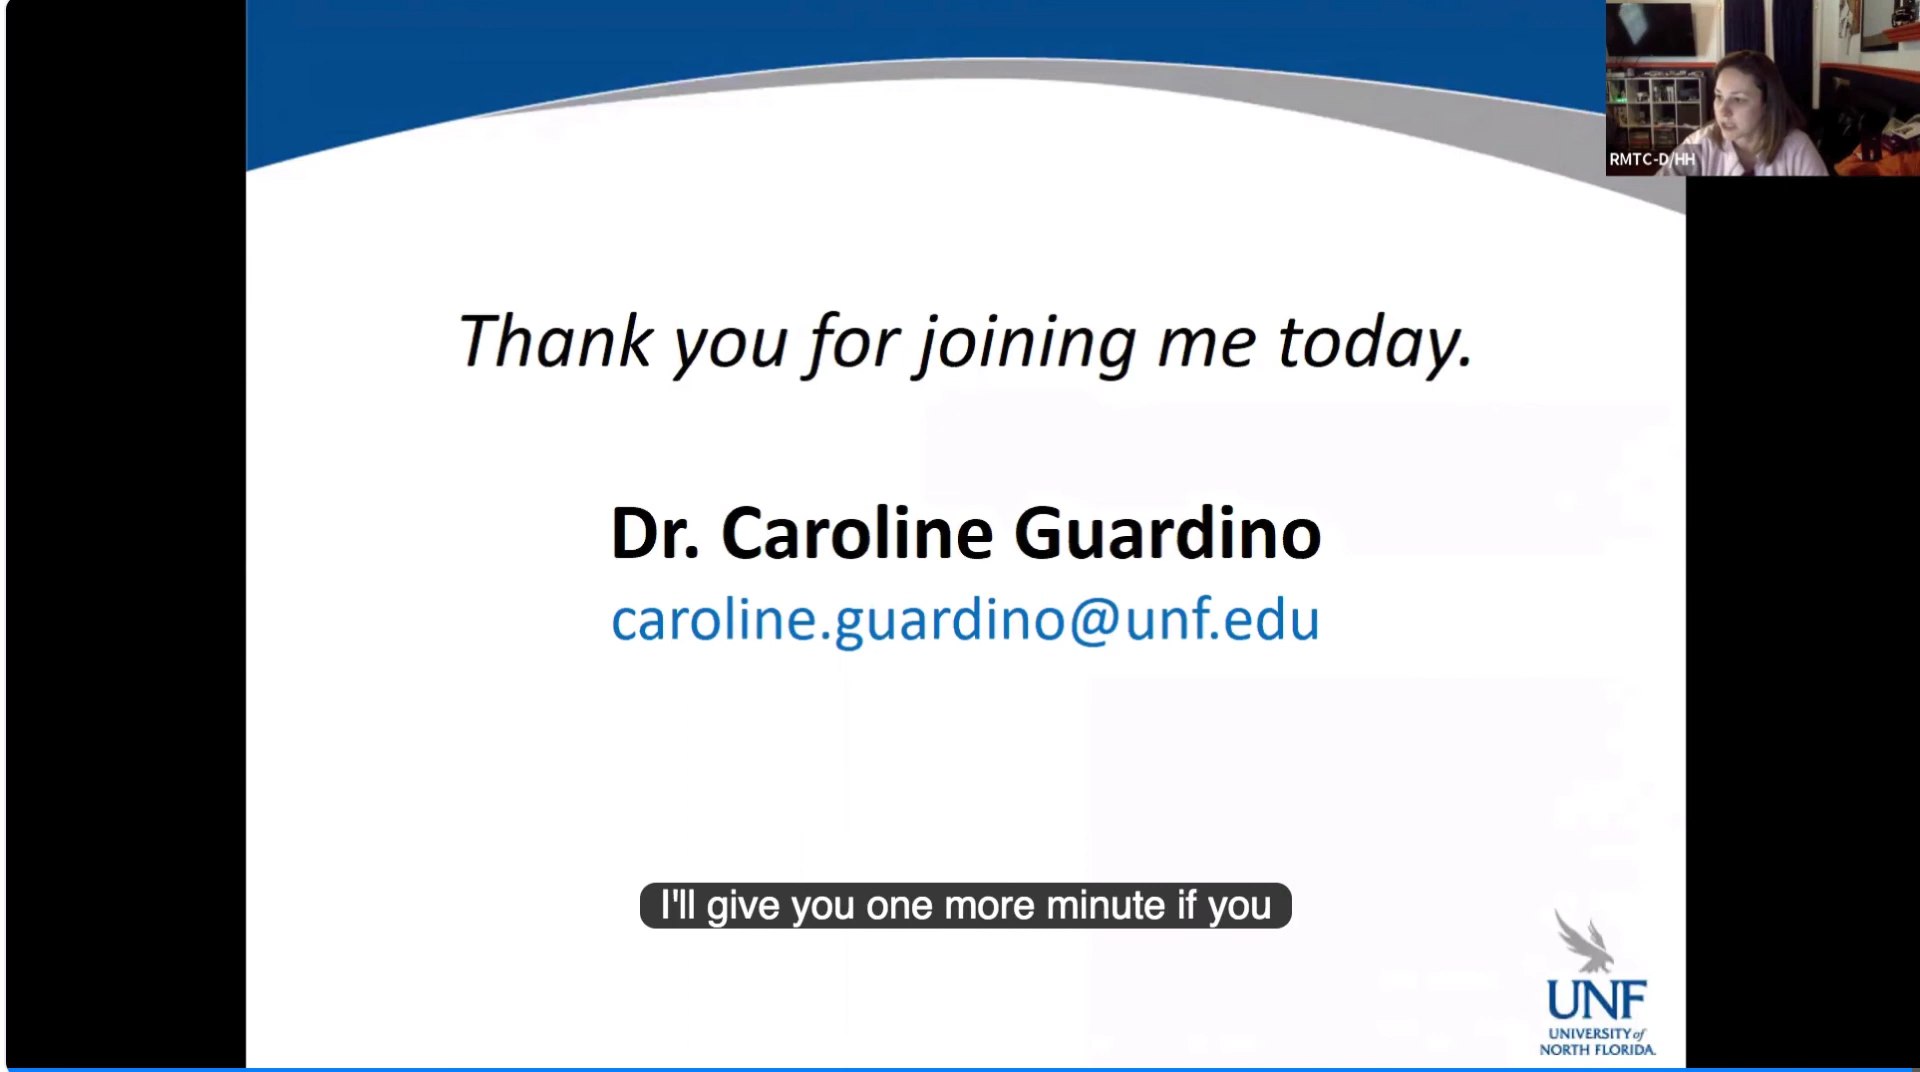 RMTC-D/HH
Thank you for joining me today.
Dr. Caroline Guardino
caroline.guardino@unf.edu
I'll give you one more minute if you
UNF
UNIVERSITY of
NORTH FLORIDA.